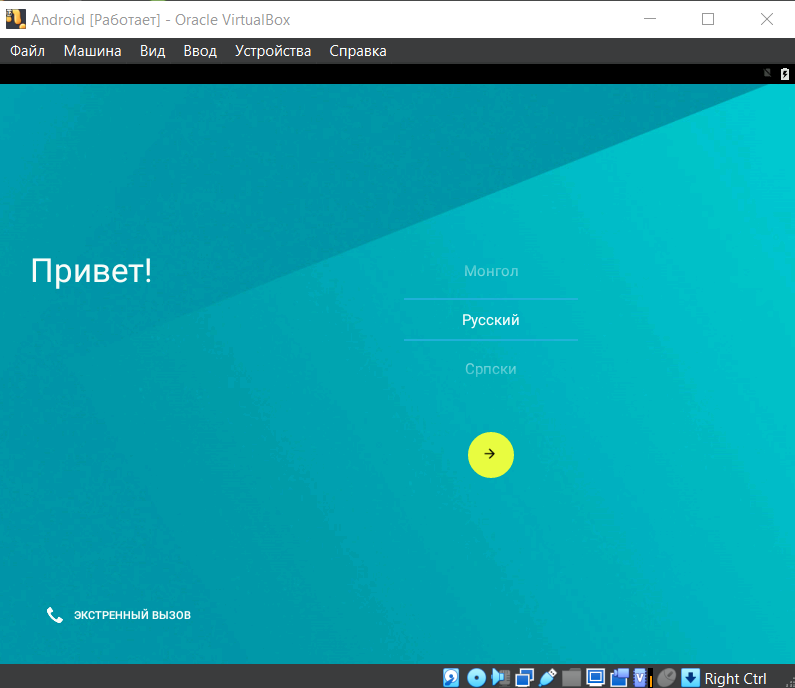 Android [Работает] - Oracle VirtualBox
Файл Машина Вид Ввод Устройства Справка
Привет!
Монгол
Русский
Српски
ЭКСТРЕННЫЙ ВЫЗОВ
Right Ctrl